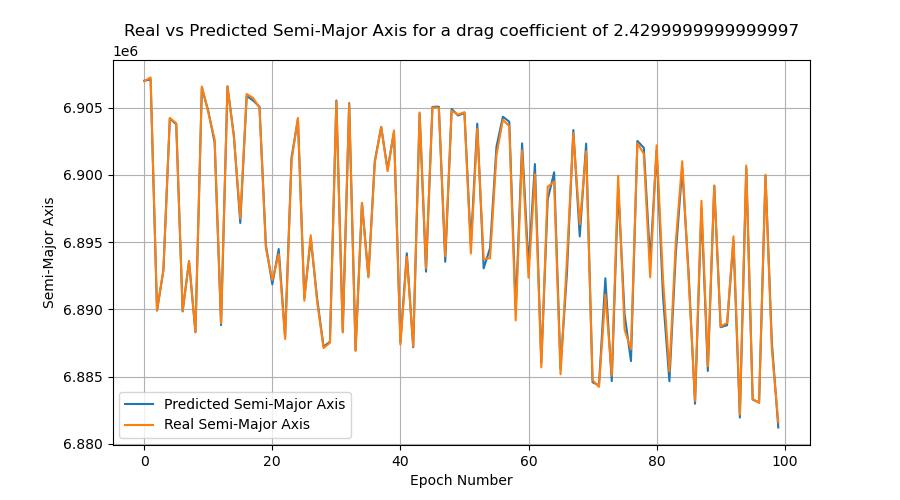 Real vs Predicted Semi-Major Axis for a drag coefficient of 2.4299999999999997
1e6
6.905
6.900
6.895
6.890
6.885
6.880
Semi-Major Axis
Predicted Semi-Major Axis
Real Semi-Major Axis
0 20 40 60 80 100
Epoch Number